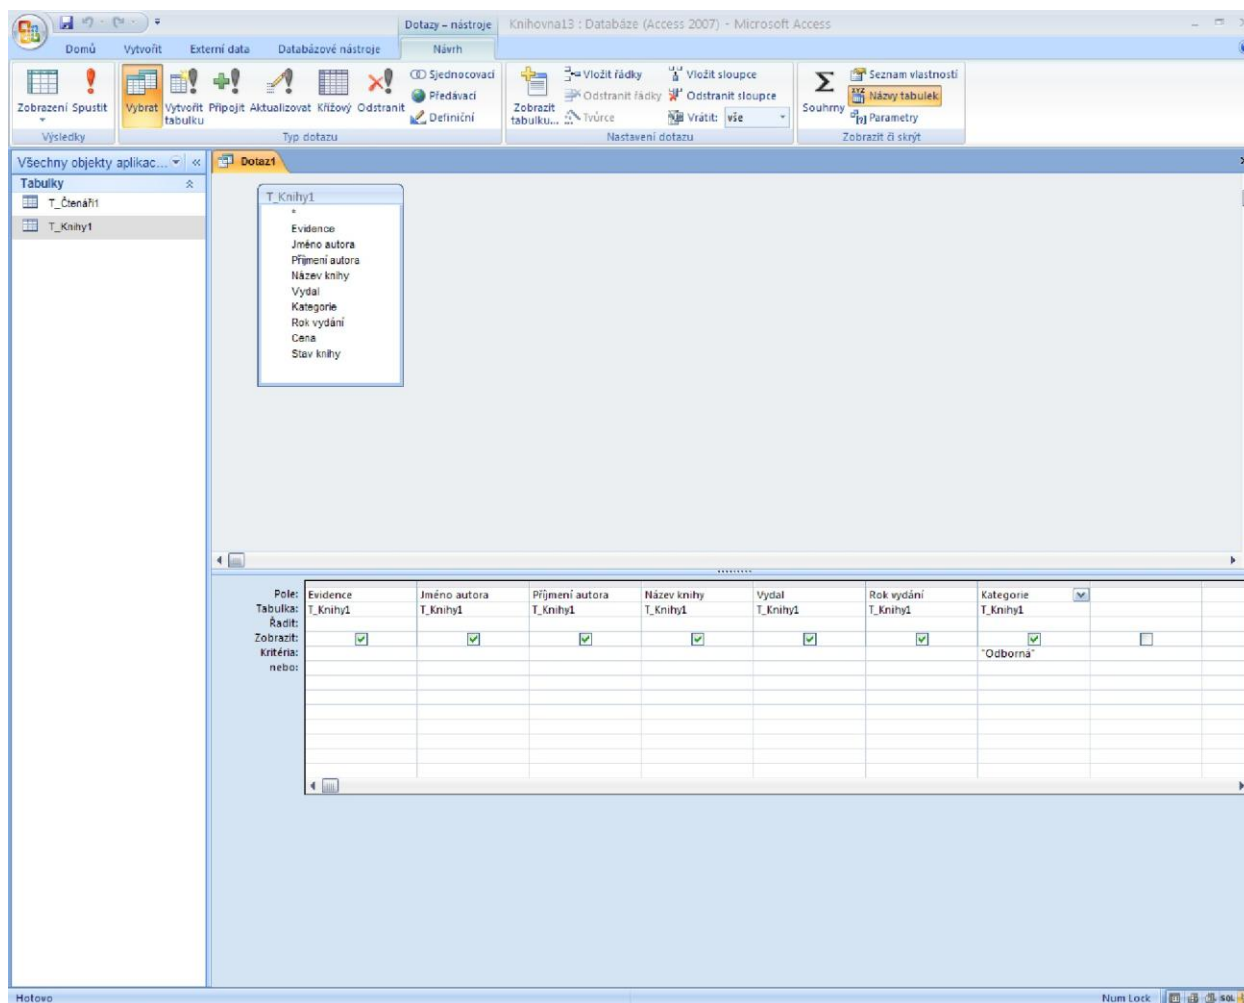 Dotazy – nástroje Knihovna13 : Databáze (Access 2007) - Microsoft Access
Domů Vytvořit Externí data Databázové nástroje Návrh
Zobrazení Spustit
Výsledky
Vybrat Vytvořit tabulku Připojit Aktualizovat Křížový Odstranit
Sjednocovací
Předávací
Definiční
Typ dotazu
Zobrazit tabulku...
Vložit řádky
Odstranit řádky
Tvůrce
Vložit sloupce
Odstranit sloupce
Vrátit: vše
Nastavení dotazu
Souhrny
Seznam vlastností
Názvy tabulek
Parametry
Zobrazit či skrýt
Všechny objekty aplikac...
Tabulky
T_Čtenáři1
T_Knihy1
Dotaz1
T_Knihy1
*
Evidence
Jméno autora
Příjmení autora
Název knihy
Vydal
Kategorie
Rok vydání
Cena
Stav knihy
Pole: Evidence Jméno autora Příjmení autora Název knihy Vydal Rok vydání Kategorie
Tabulka: T_Knihy1 T_Knihy1 T_Knihy1 T_Knihy1 T_Knihy1 T_Knihy1 T_Knihy1
Řadit:
Zobrazit:
Kritéria: "Odborná"
nebo:
Hotovo Num Lock SQL